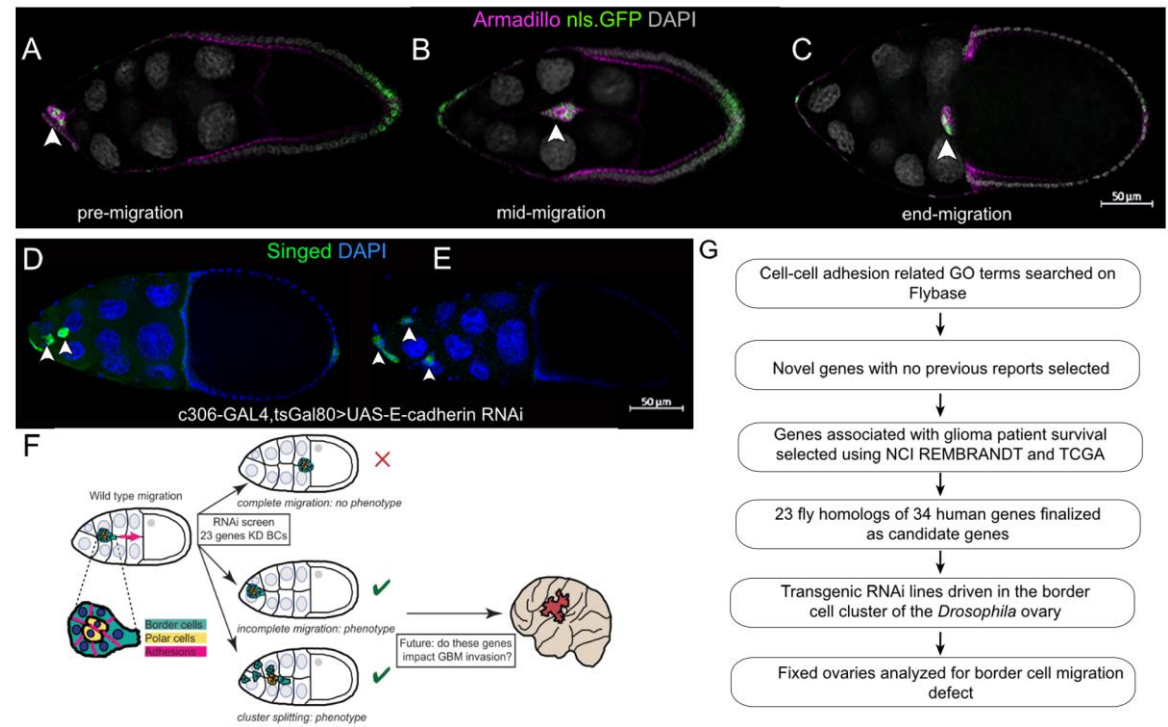 Armadillo nls.GFP DAPI
A
B
C
pre-migration
mid-migration
end-migration
50 µm
Singed DAPI
D
E
c306-GAL4,tsGal80>UAS-E-cadherin RNAi
50 µm
F
Wild type migration
RNAi screen
23 genes KD BCs
complete migration: no phenotype
incomplete migration: phenotype
cluster splitting: phenotype
Border cells
Polar cells
Adhesions
Future: do these genes
impact GBM invasion?
G
Cell-cell adhesion related GO terms searched on
Flybase
Novel genes with no previous reports selected
Genes associated with glioma patient survival
selected using NCI REMBRANDT and TCGA
23 fly homologs of 34 human genes finalized
as candidate genes
Transgenic RNAi lines driven in the border
cell cluster of the Drosophila ovary
Fixed ovaries analyzed for border cell migration
defect